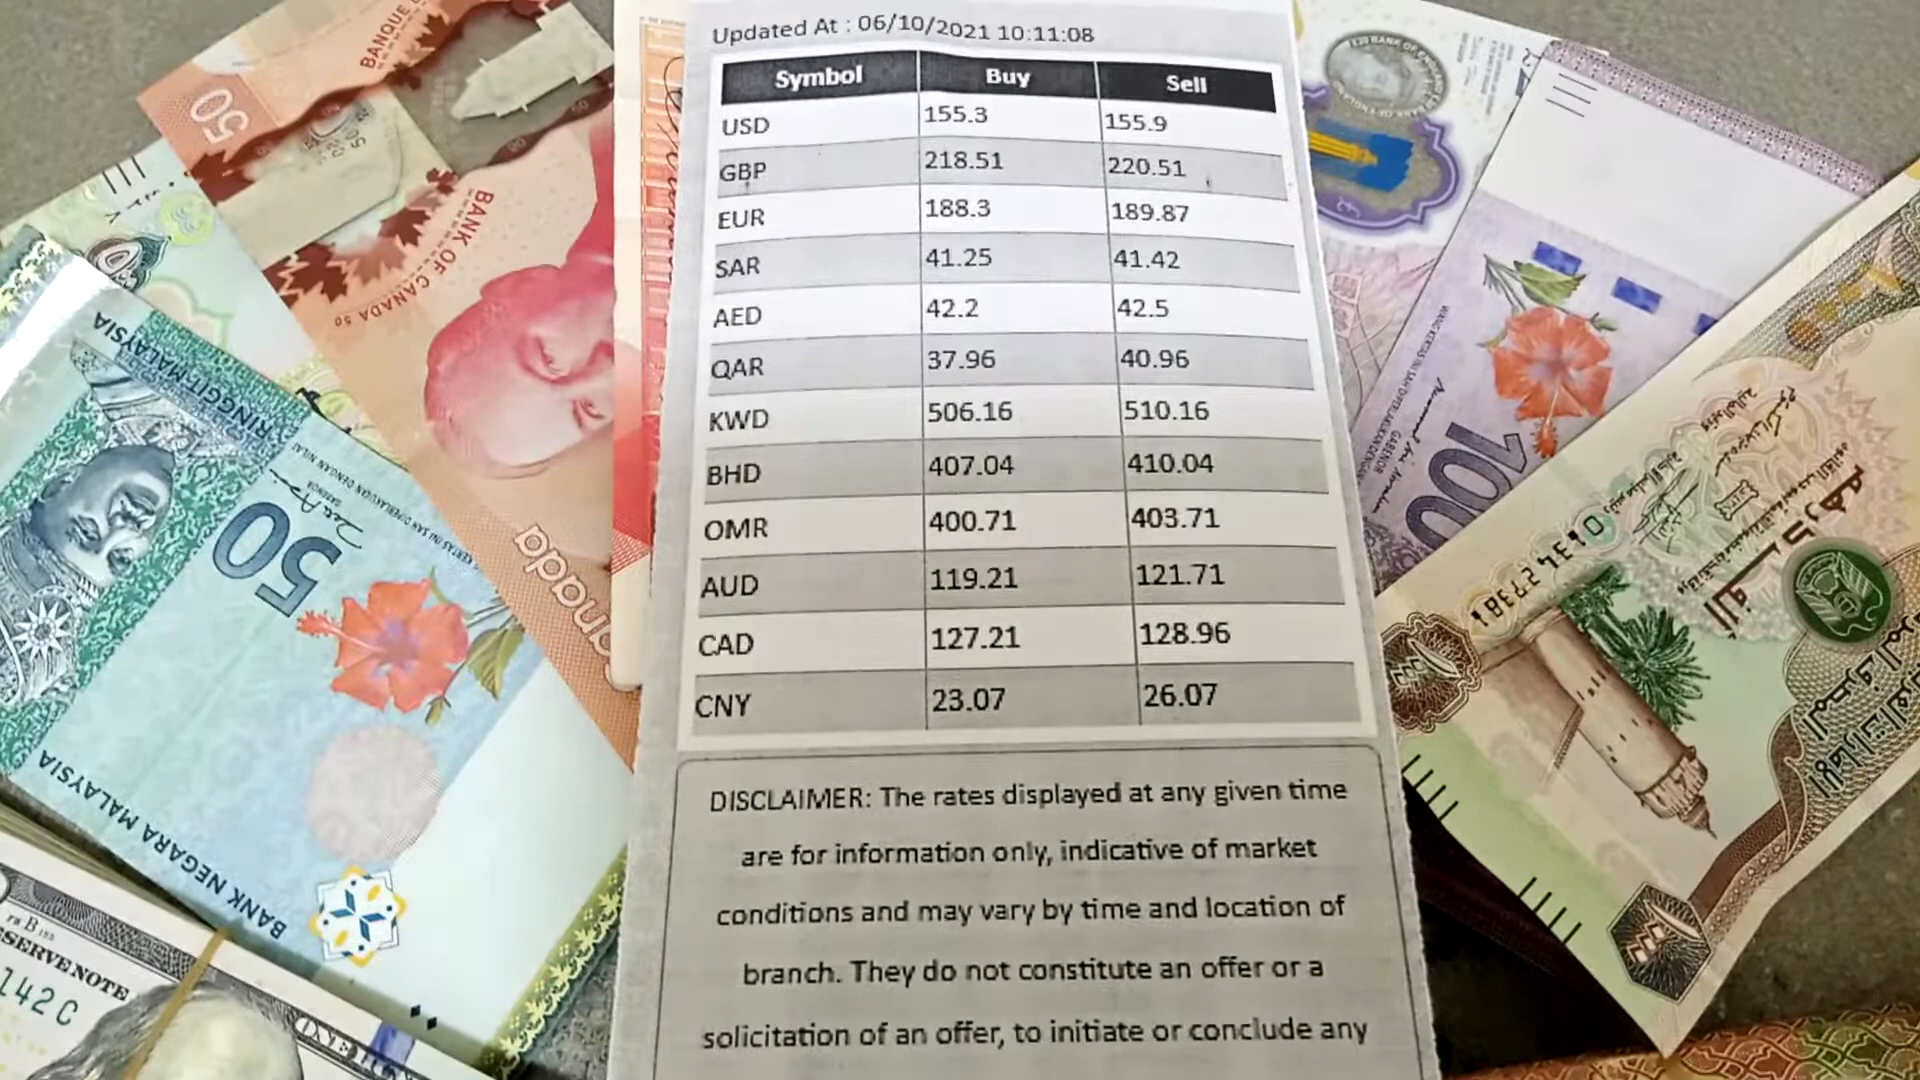 Updated At : 06/10/2021 10:11:08
Symbol Buy Sell
USD 155.3 155.9
GBP 218.51 220.51
EUR 188.3 189.87
SAR 41.25 41.42
AED 42.2 42.5
QAR 37.96 40.96
KWD 506.16 510.16
BHD 407.04 410.04
OMR 400.71 403.71
AUD 119.21 121.71
CAD 127.21 128.96
CNY 23.07 26.07
DISCLAIMER: The rates displayed at any given time
are for information only, indicative of market
conditions and may vary by time and location of
branch. They do not constitute an offer or a
solicitation of an offer, to initiate or conclude any
50
BANQUE
BANK OF CANADA
50
Canada
RINGGIT MALAYSIA
50
BANK NEGARA MALAYSIA
SERVE NOTE
142C
100